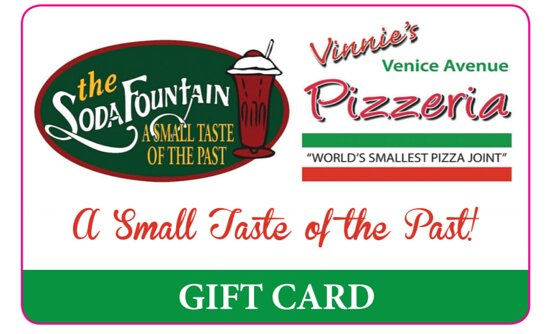 the
Soda Fountain
A SMALL TASTE
OF THE PAST
Vinnie's
Venice Avenue
Pizzeria
"WORLD'S SMALLEST PIZZA JOINT"
A Small Taste of the Past!
GIFT CARD